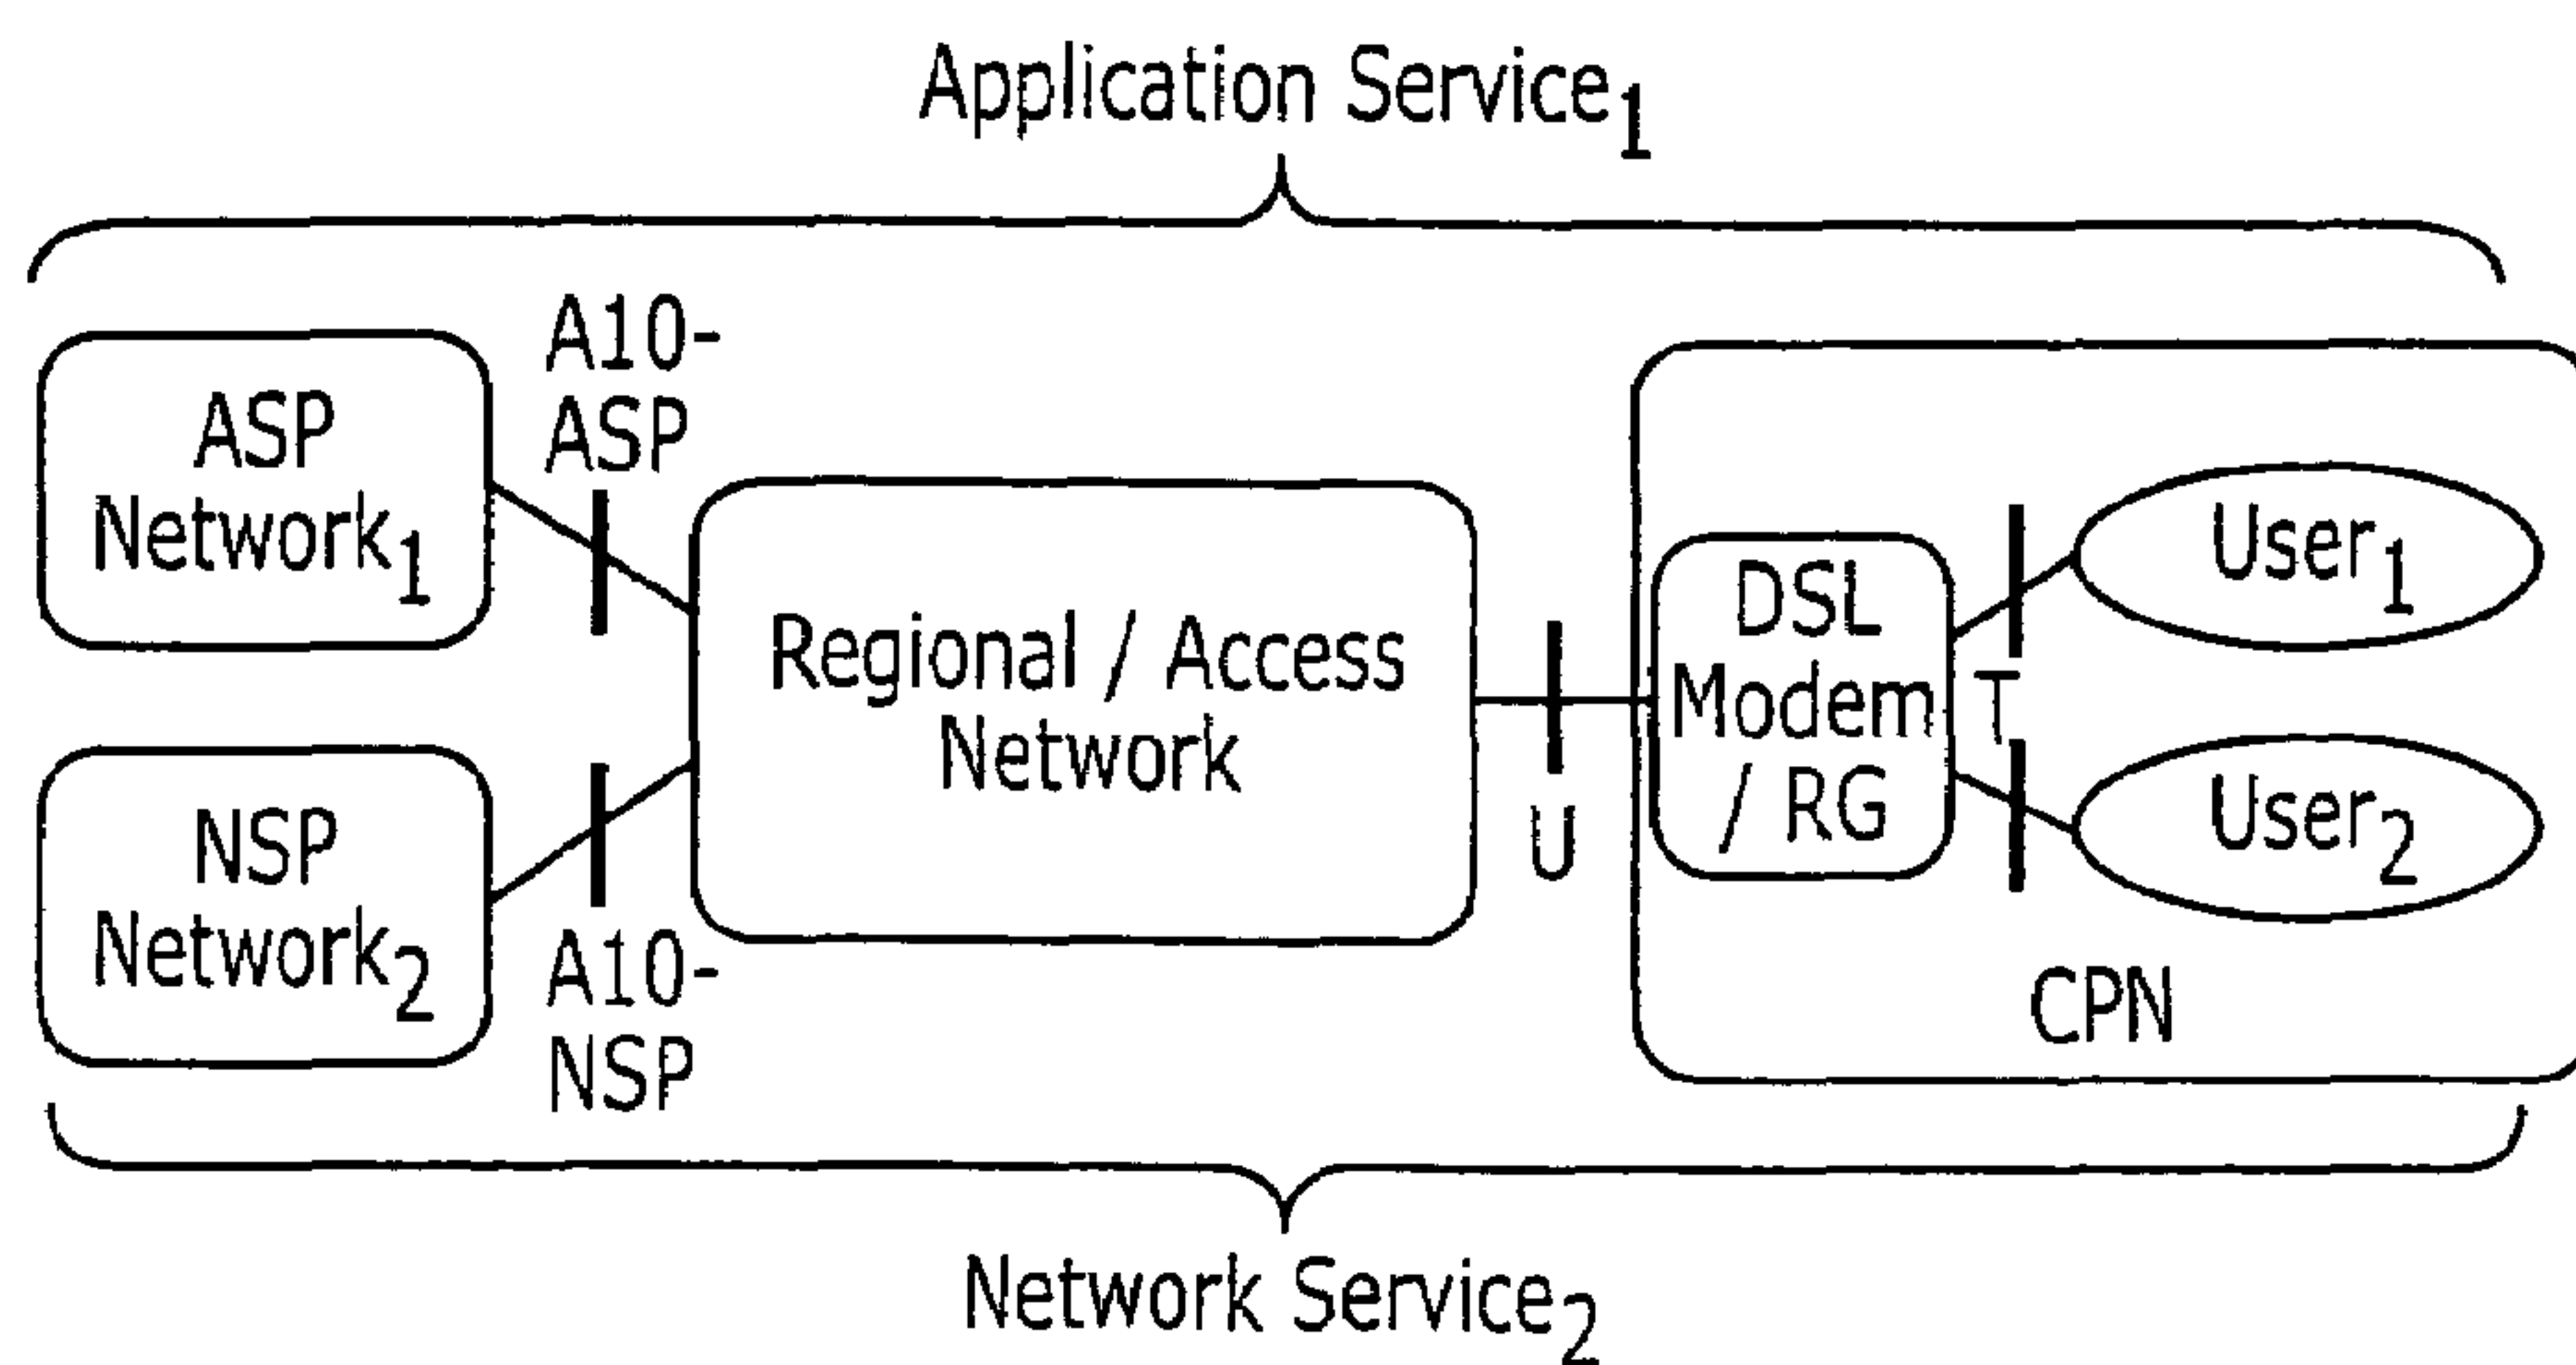 Application Service1
A10-
ASP
ASP
Network1
Regional / Access
Network
NSP
Network2
A10-
NSP
U
DSL
Modem
/ RG
T
User1
User2
CPN
Network Service2